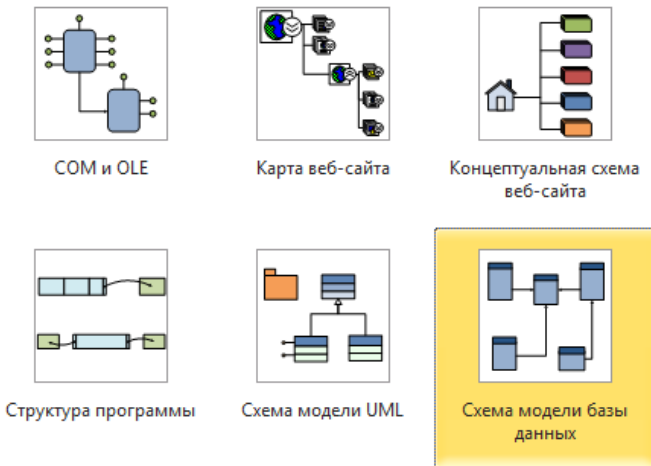 COM и OLE
Карта веб-сайта
Концептуальная схема
веб-сайта
Структура программы
Схема модели UML
Схема модели базы
данных